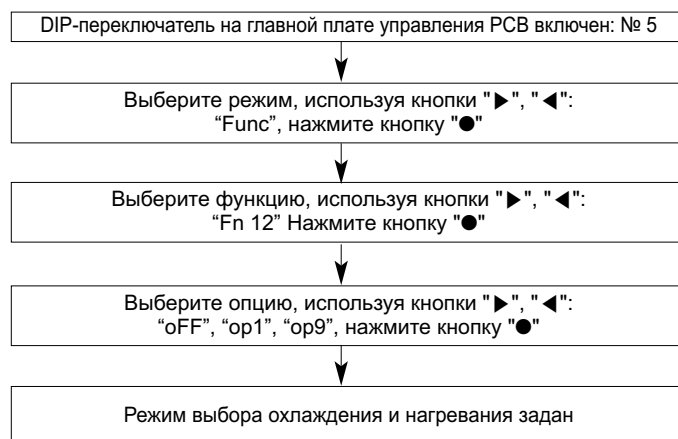 DIP-переключатель на главной плате управления PCB включен: № 5
Выберите режим, используя кнопки "▶", "◀":
“Func”, нажмите кнопку "●"
Выберите функцию, используя кнопки "▶", "◀":
“Fn 12” Нажмите кнопку "●"
Выберите опцию, используя кнопки "▶", "◀":
“oFF”, “op1”, “op9”, нажмите кнопку "●"
Режим выбора охлаждения и нагревания задан